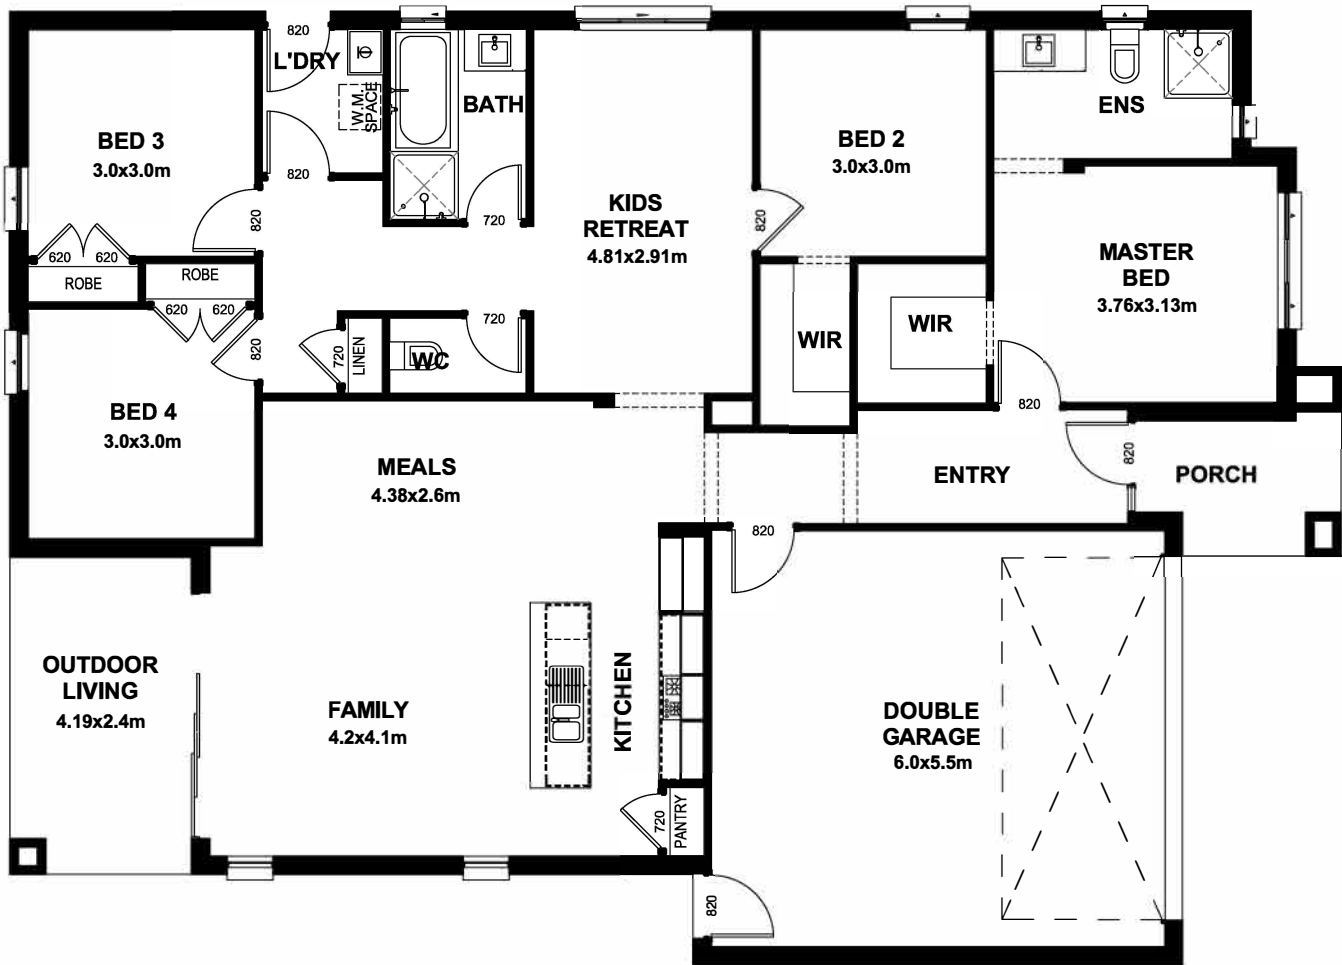 820
L'DRY
W.M.
SPACE
BATH
ENS
BED 3
3.0x3.0m
820
820
720
KIDS
RETREAT
4.81x2.91m
820
BED 2
3.0x3.0m
MASTER
BED
3.76x3.13m
620
620
ROBE
ROBE
620
620
820
720
LINEN
WC
720
WIR
WIR
820
BED 4
3.0x3.0m
MEALS
4.38x2.6m
ENTRY
820
PORCH
820
OUTDOOR
LIVING
4.19x2.4m
FAMILY
4.2x4.1m
KITCHEN
DOUBLE
GARAGE
6.0x5.5m
720
PANTRY
820